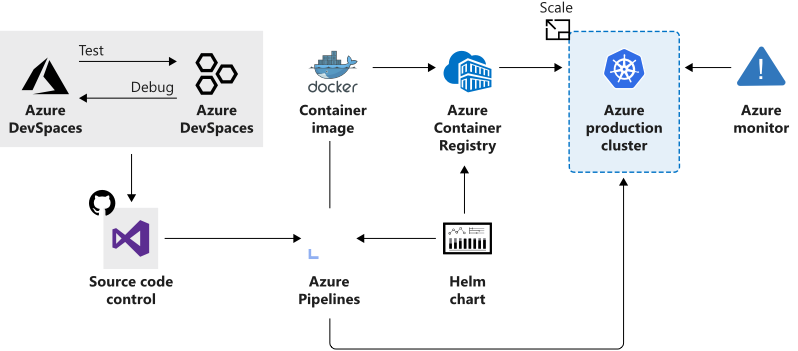 Scale
Test
Debug
Azure
DevSpaces
Azure
DevSpaces
docker
Container
image
Azure
Container
Registry
Azure
production
cluster
Azure
monitor
Source code
control
Azure
Pipelines
Helm
chart